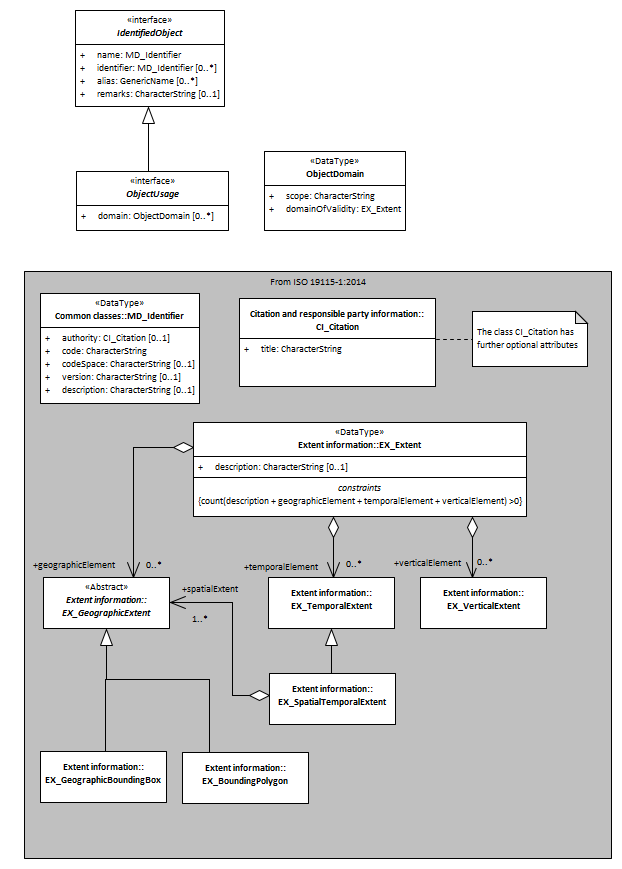 «interface»
IdentifiedObject
+ name: MD_Identifier
+ identifier: MD_Identifier [0..*]
+ alias: GenericName [0..*]
+ remarks: CharacterString [0..1]
«interface»
ObjectUsage
+ domain: ObjectDomain [0..*]
«DataType»
ObjectDomain
+ scope: CharacterString
+ domainOfValidity: EX_Extent
From ISO 19115-1:2014
«DataType»
Common classes::MD_Identifier
+ authority: CI_Citation [0..1]
+ code: CharacterString
+ codeSpace: CharacterString [0..1]
+ version: CharacterString [0..1]
+ description: CharacterString [0..1]
Citation and responsible party information::
CI_Citation
+ title: CharacterString
The class CI_Citation has
further optional attributes
«DataType»
Extent information::EX_Extent
+ description: CharacterString [0..1]
constraints
{count(description + geographicElement + temporalElement + verticalElement) >0}
+geographicElement
0..*
+temporalElement
0..*
+verticalElement
0..*
«Abstract»
Extent information::
EX_GeographicExtent
+spatialExtent
1..*
Extent information::
EX_TemporalExtent
Extent information::
EX_VerticalExtent
Extent information::
EX_SpatialTemporalExtent
Extent information::
EX_GeographicBoundingBox
Extent information::
EX_BoundingPolygon